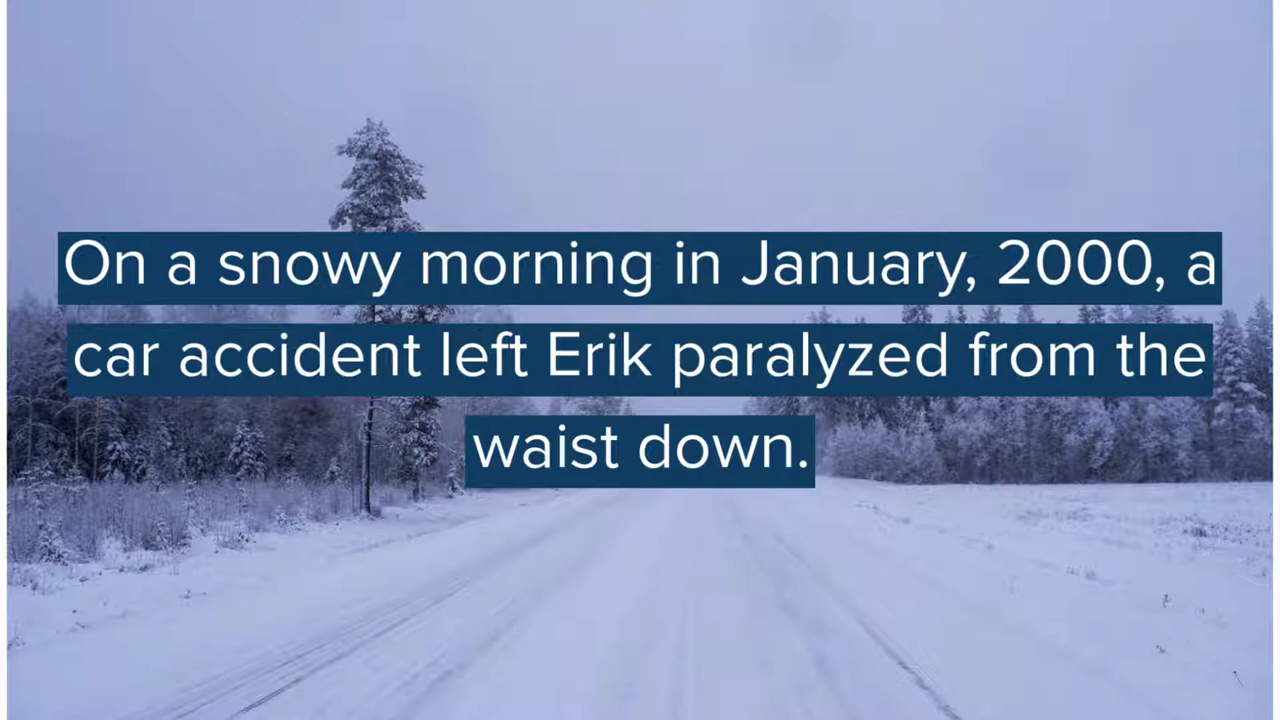 On a snowy morning in January, 2000, a
car accident left Erik paralyzed from the
waist down.